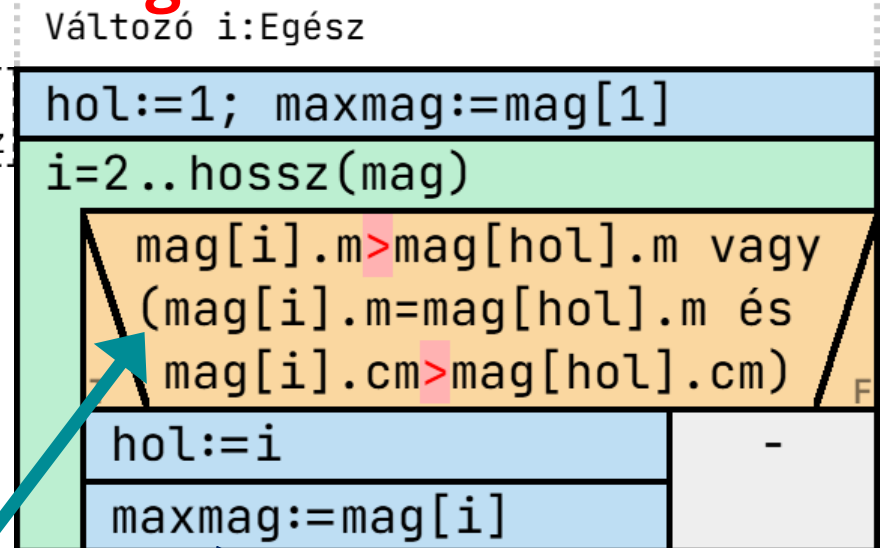 Változó i:Egész
hol:=1; maxmag:=mag[1]
i=2..hossz(mag)
mag[i].m>mag[hol].m vagy
(mag[i].m=mag[hol].m és
mag[i].cm>mag[hol].cm)
F
hol:=i
-
maxmag:=mag[i]